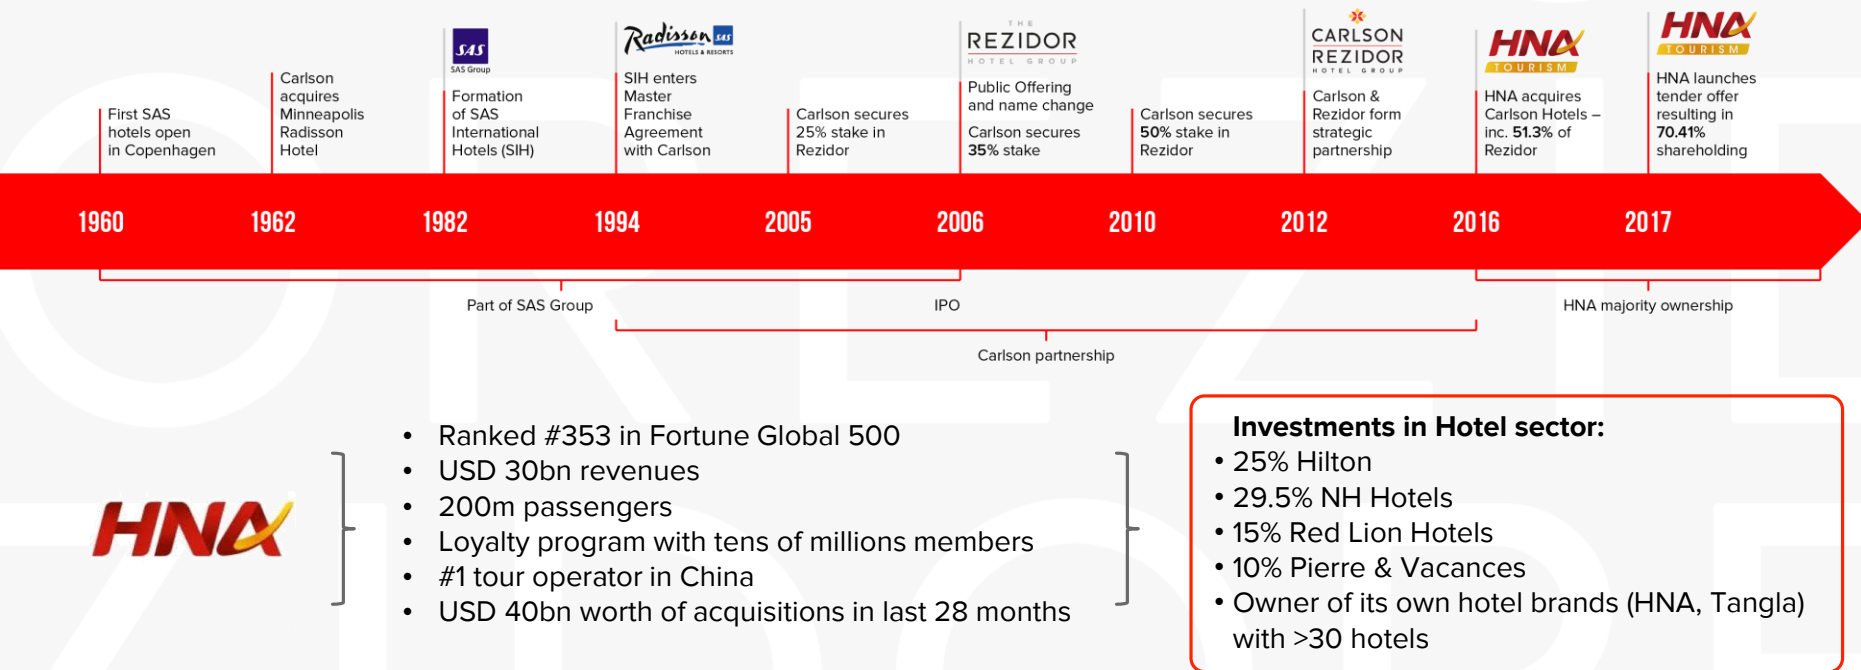 SAS
SAS Group
Radisson SAS
HOTELS & RESORTS
THE
REZIDOR
HOTEL GROUP
CARLSON
REZIDOR
HOTEL GROUP
HNA
TOURISM
HNA
TOURISM
First SAS
hotels open
in Copenhagen
Carlson
acquires
Minneapolis
Radisson
Hotel
Formation
of SAS
International
Hotels (SIH)
SIH enters
Master
Franchise
Agreement
with Carlson
Carlson secures
25% stake in
Rezidor
Public Offering
and name change
Carlson secures
35% stake
Carlson secures
50% stake in
Rezidor
Carlson &
Rezidor form
strategic
partnership
HNA acquires
Carlson Hotels –
inc. 51.3% of
Rezidor
HNA launches
tender offer
resulting in
70.41%
shareholding
1960 1962 1982 1994 2005 2006 2010 2012 2016 2017
Part of SAS Group
IPO
HNA majority ownership
Carlson partnership
HNA
• Ranked #353 in Fortune Global 500
• USD 30bn revenues
• 200m passengers
• Loyalty program with tens of millions members
• #1 tour operator in China
• USD 40bn worth of acquisitions in last 28 months
Investments in Hotel sector:
• 25% Hilton
• 29.5% NH Hotels
• 15% Red Lion Hotels
• 10% Pierre & Vacances
• Owner of its own hotel brands (HNA, Tangla)
with >30 hotels